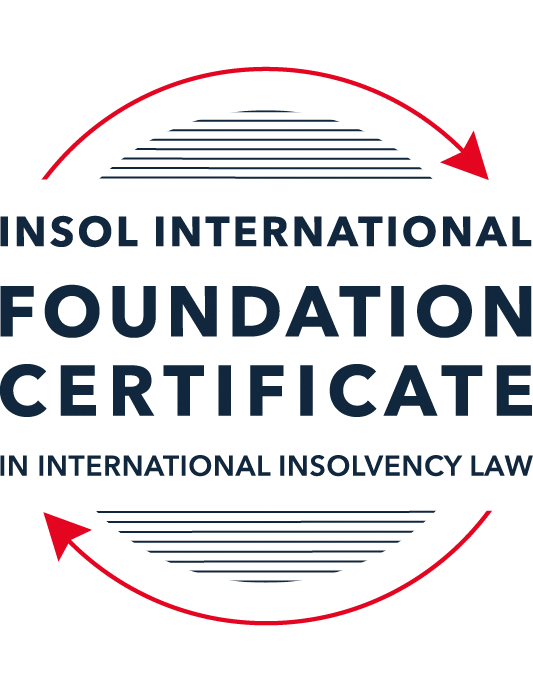 INSOL INTERNATIONAL
FOUNDATION
CERTIFICATE
IN INTERNATIONAL INSOLVENCY LAW